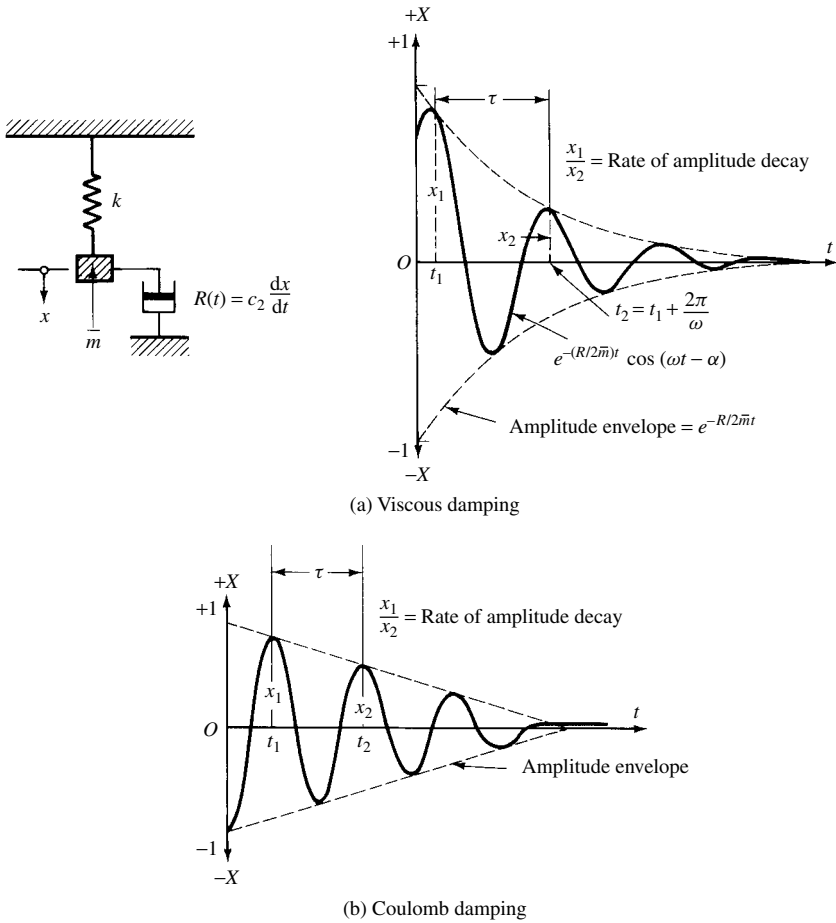 +X
+1
τ
x₁/x₂ = Rate of amplitude decay
x₁
k
x₂
t
O
t₁
x
m̅
R(t) = c₂ dx/dt
t₂ = t₁ + 2π/ω
e^−(R/2m̅)t cos (ωt − α)
Amplitude envelope = e^−R/2m̅t
−1
−X
(a) Viscous damping
+X
τ
+1
x₁/x₂ = Rate of amplitude decay
x₁
x₂
t
O
t₁
t₂
Amplitude envelope
−1
−X
(b) Coulomb damping